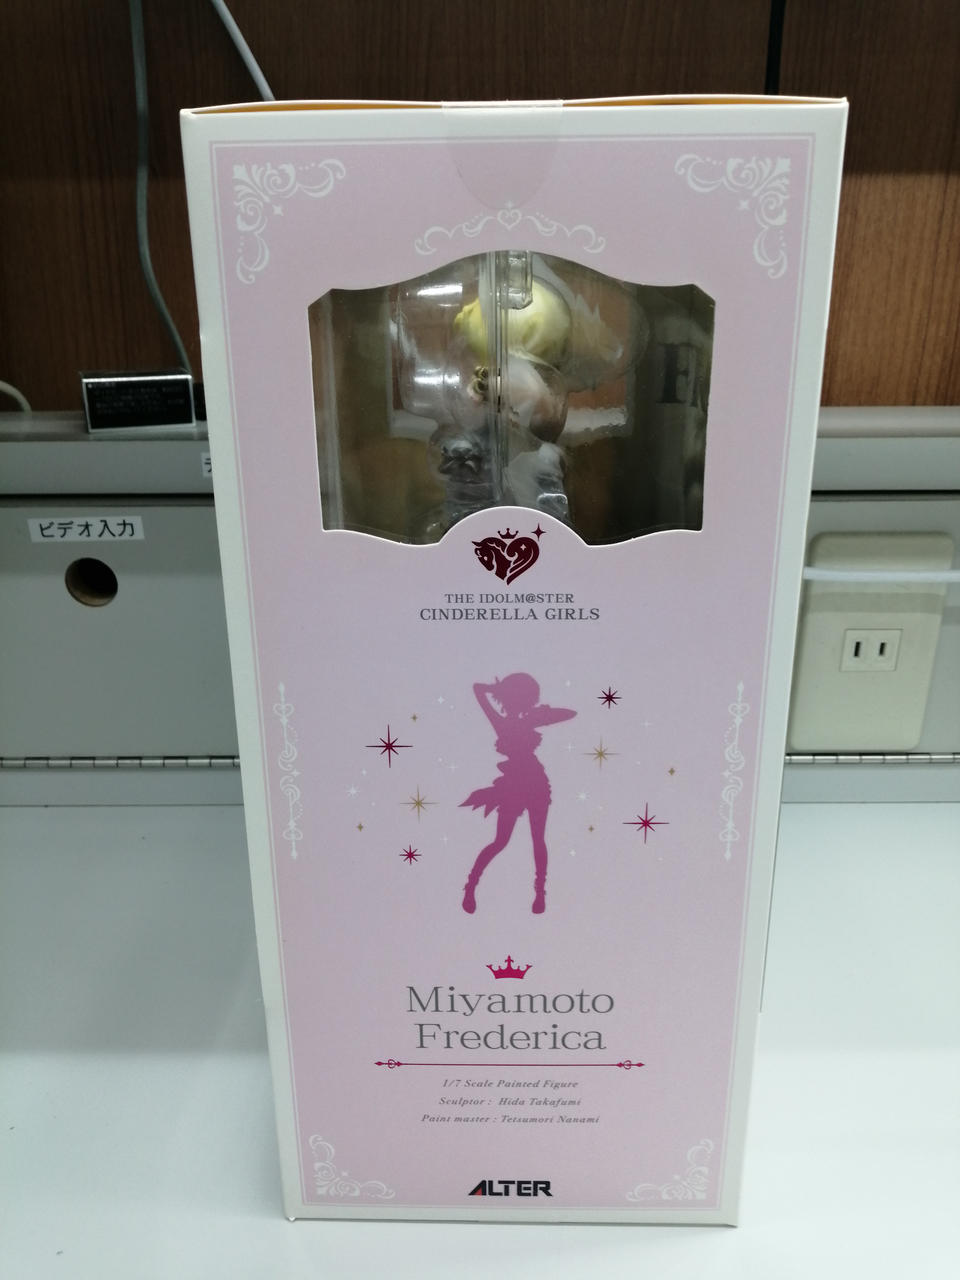 ビデオ入力
THE IDOLM@STER
CINDERELLA GIRLS
Miyamoto
Frederica
1/7 Scale Painted Figure
Sculptor : Hida Takafumi
Paint master : Tetsumori Nanami
ALTER